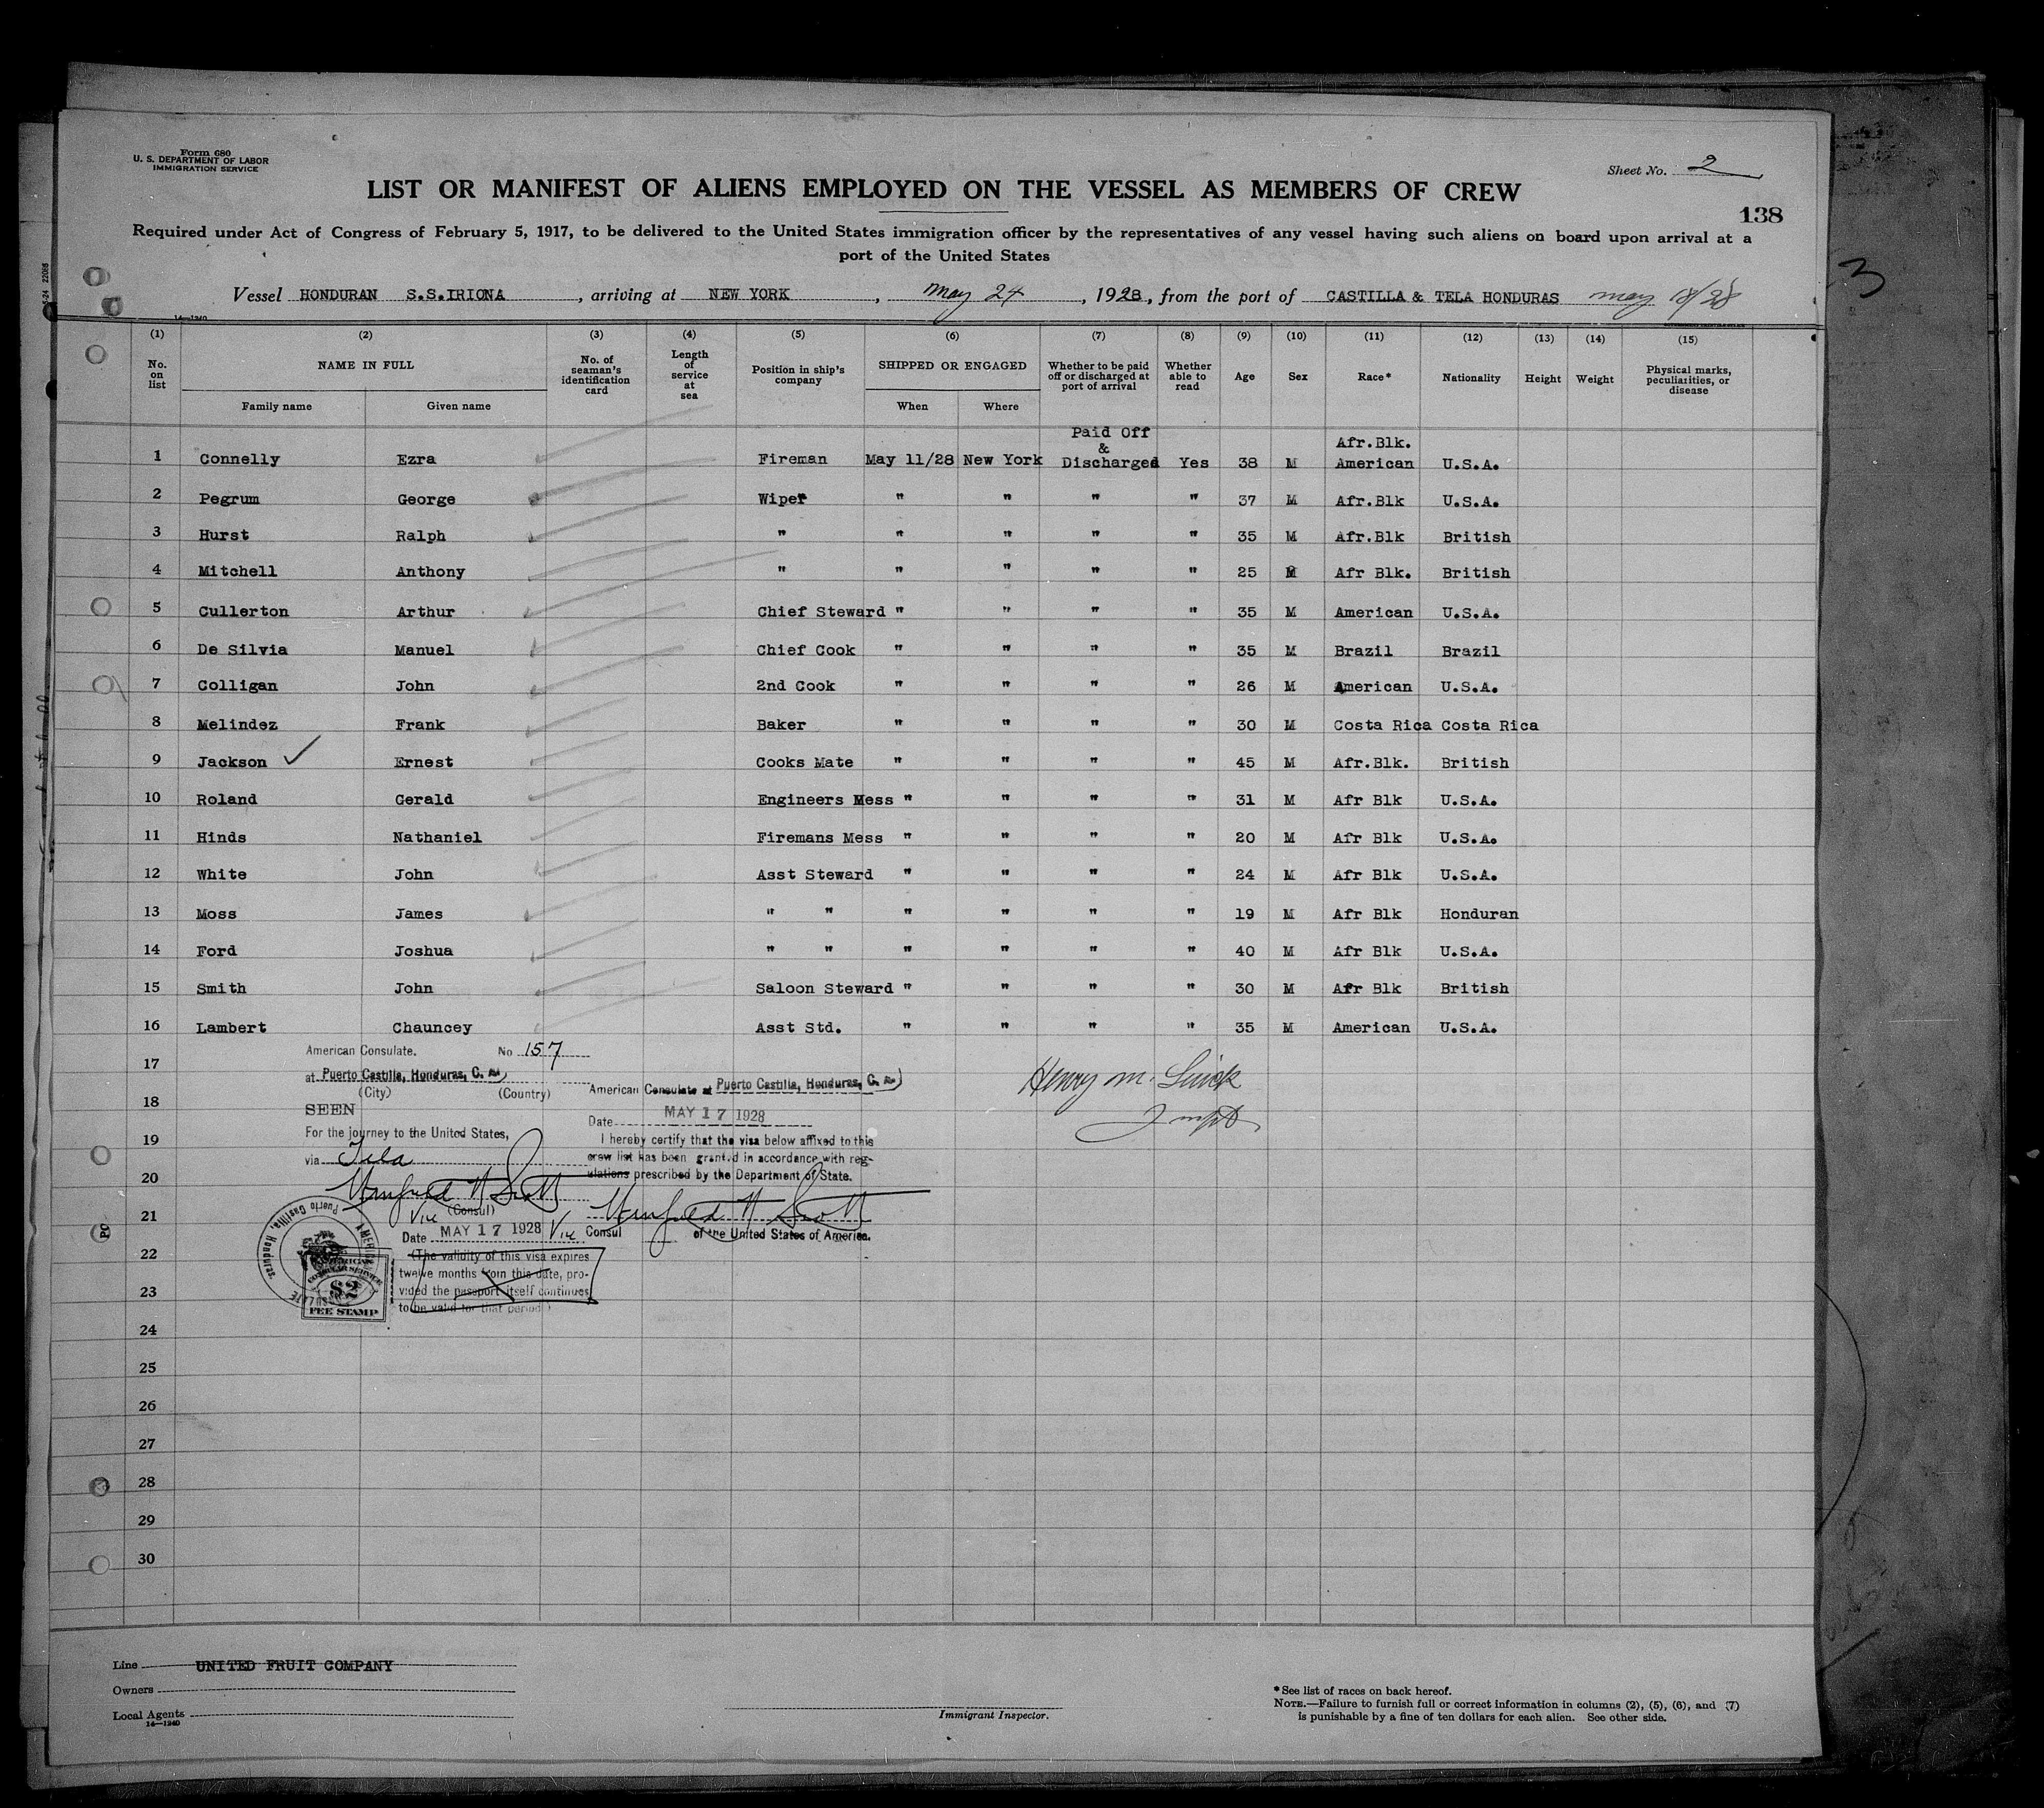 Form 680
U. S. DEPARTMENT OF LABOR
IMMIGRATION SERVICE
Sheet No. 2
LIST OR MANIFEST OF ALIENS EMPLOYED ON THE VESSEL AS MEMBERS OF CREW
138
Required under Act of Congress of February 5, 1917, to be delivered to the United States immigration officer by the representatives of any vessel having such aliens on board upon arrival at a
port of the United States
Vessel HONDURAN S.S.IRIONA, arriving at NEW YORK, May 24, 1928, from the port of CASTILLA & TELA HONDURAS May 18/28
3
14—1240
(1) (2) (3) (4) (5) (6) (7) (8) (9) (10) (11) (12) (13) (14) (15)
No. on list NAME IN FULL No. of seaman's identification card Length of service at sea Position in ship's company SHIPPED OR ENGAGED Whether to be paid off or discharged at port of arrival Whether able to read Age Sex Race* Nationality Height Weight Physical marks, peculiarities, or disease
Family name Given name When Where
1 Connelly Ezra Fireman May 11/28 New York Paid Off & Discharged Yes 38 M Afr.Blk. American U.S.A.
2 Pegrum George Wiper " " " " 37 M Afr.Blk U.S.A.
3 Hurst Ralph " " " " " 35 M Afr.Blk British
4 Mitchell Anthony " " " " " 25 M Afr Blk. British
5 Cullerton Arthur Chief Steward " " " " 35 M American U.S.A.
6 De Silvia Manuel Chief Cook " " " " 35 M Brazil Brazil
7 Colligan John 2nd Cook " " " " 26 M American U.S.A.
8 Melindez Frank Baker " " " " 30 M Costa Rica Costa Rica
9 Jackson Ernest Cooks Mate " " " " 45 M Afr.Blk. British
10 Roland Gerald Engineers Mess " " " " 31 M Afr Blk U.S.A.
11 Hinds Nathaniel Firemans Mess " " " " 20 M Afr Blk U.S.A.
12 White John Asst Steward " " " " 24 M Afr Blk U.S.A.
13 Moss James " " " " " " 19 M Afr Blk Honduran
14 Ford Joshua " " " " " " 40 M Afr Blk U.S.A.
15 Smith John Saloon Steward " " " " 30 M Afr Blk British
16 Lambert Chauncey Asst Std. " " " " 35 M American U.S.A.
17
18
19
20
21
22
23
24
25
26
27
28
29
30
American Consulate. No 157
at Puerto Castilla, Honduras, C.
(City) (Country)
SEEN
For the journey to the United States,
via Tela
Vice (Consul)
Date MAY 17 1928
(The validity of this visa expires
twelve months from this date, pro-
vided the passport itself continues
to be valid for that period.)
Puerto Castilla, Honduras
$2
FEE STAMP
American Consulate at Puerto Castilla, Honduras, C.
Date MAY 17 1928
I hereby certify that the visa below affixed to this
crew list has been granted in accordance with reg-
ulations prescribed by the Department of State.
Vice Consul of the United States of America.
Henry M.
Line UNITED FRUIT COMPANY
Owners
Local Agents
14—1240
Immigrant Inspector.
* See list of races on back hereof.
NOTE.—Failure to furnish full or correct information in columns (2), (5), (6), and (7)
is punishable by a fine of ten dollars for each alien. See other side.